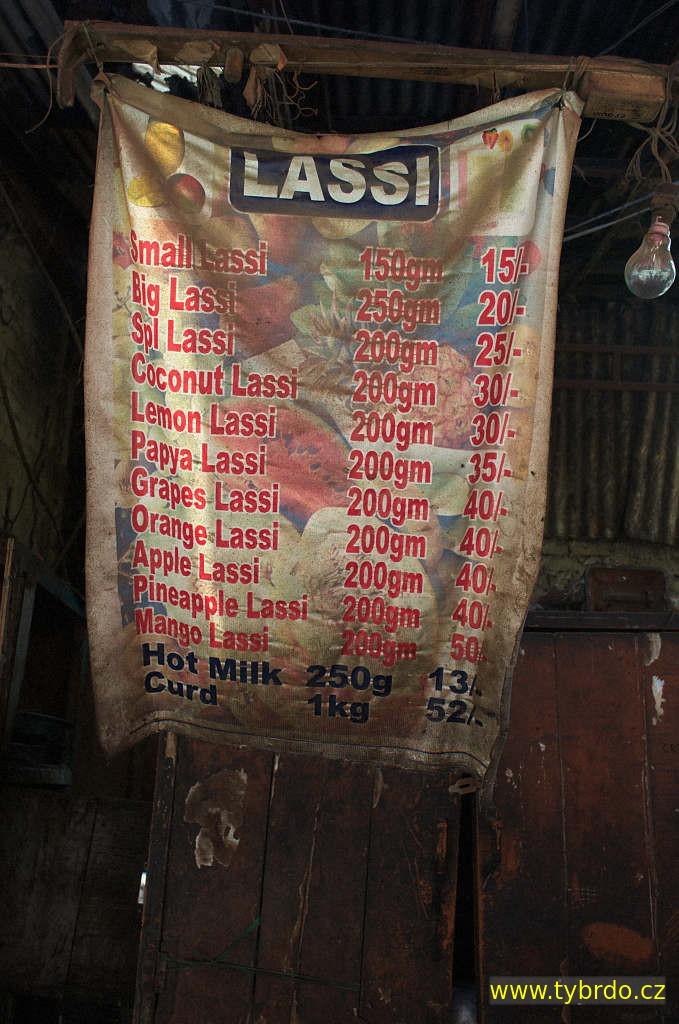 LASSI
Small Lassi 150gm 15/-
Big Lassi 250gm 20/-
Spl Lassi 200gm 25/-
Coconut Lassi 200gm 30/-
Lemon Lassi 200gm 30/-
Papya Lassi 200gm 35/-
Grapes Lassi 200gm 40/-
Orange Lassi 200gm 40/-
Apple Lassi 200gm 40/-
Pineapple Lassi 200gm 40/-
Mango Lassi 200gm 50/-
Hot Milk 250g 13/-
Curd 1kg 52/-
www.tybrdo.cz